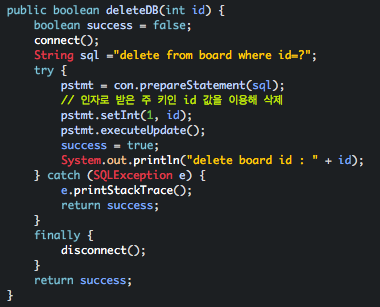 public boolean deleteDB(int id) {
boolean success = false;
connect();
String sql ="delete from board where id=?";
try {
pstmt = con.prepareStatement(sql);
// 인자로 받은 주 키인 id 값을 이용해 삭제
pstmt.setInt(1, id);
pstmt.executeUpdate();
success = true;
System.out.println("delete board id : " + id);
} catch (SQLException e) {
e.printStackTrace();
return success;
}
finally {
disconnect();
}
return success;
}